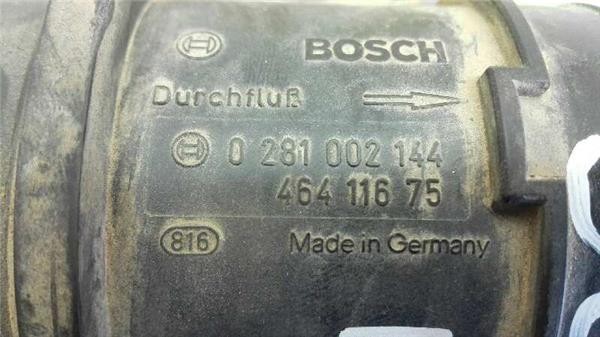 BOSCH
Durchfluß
0 281 002 144
464 116 75
816 Made in Germany